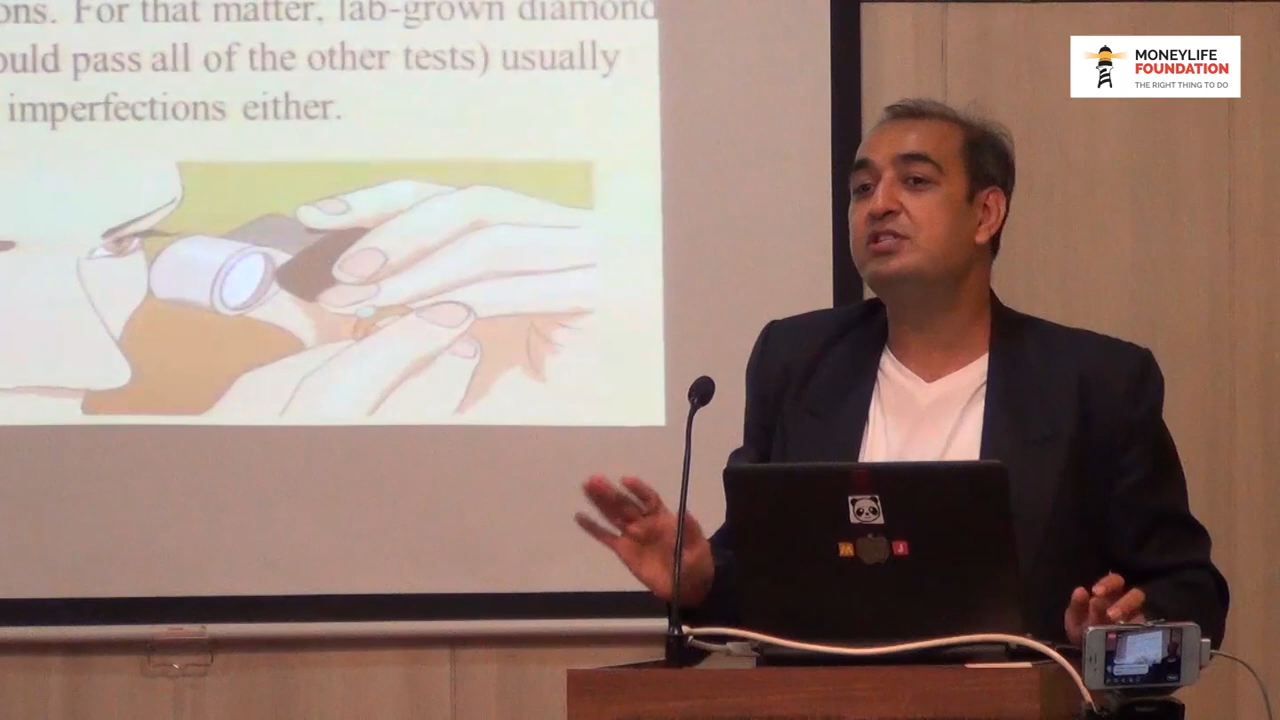 ons. For that matter, lab-grown diamond
ould pass all of the other tests) usually
imperfections either.
MONEYLIFE
FOUNDATION
THE RIGHT THING TO DO
M
J